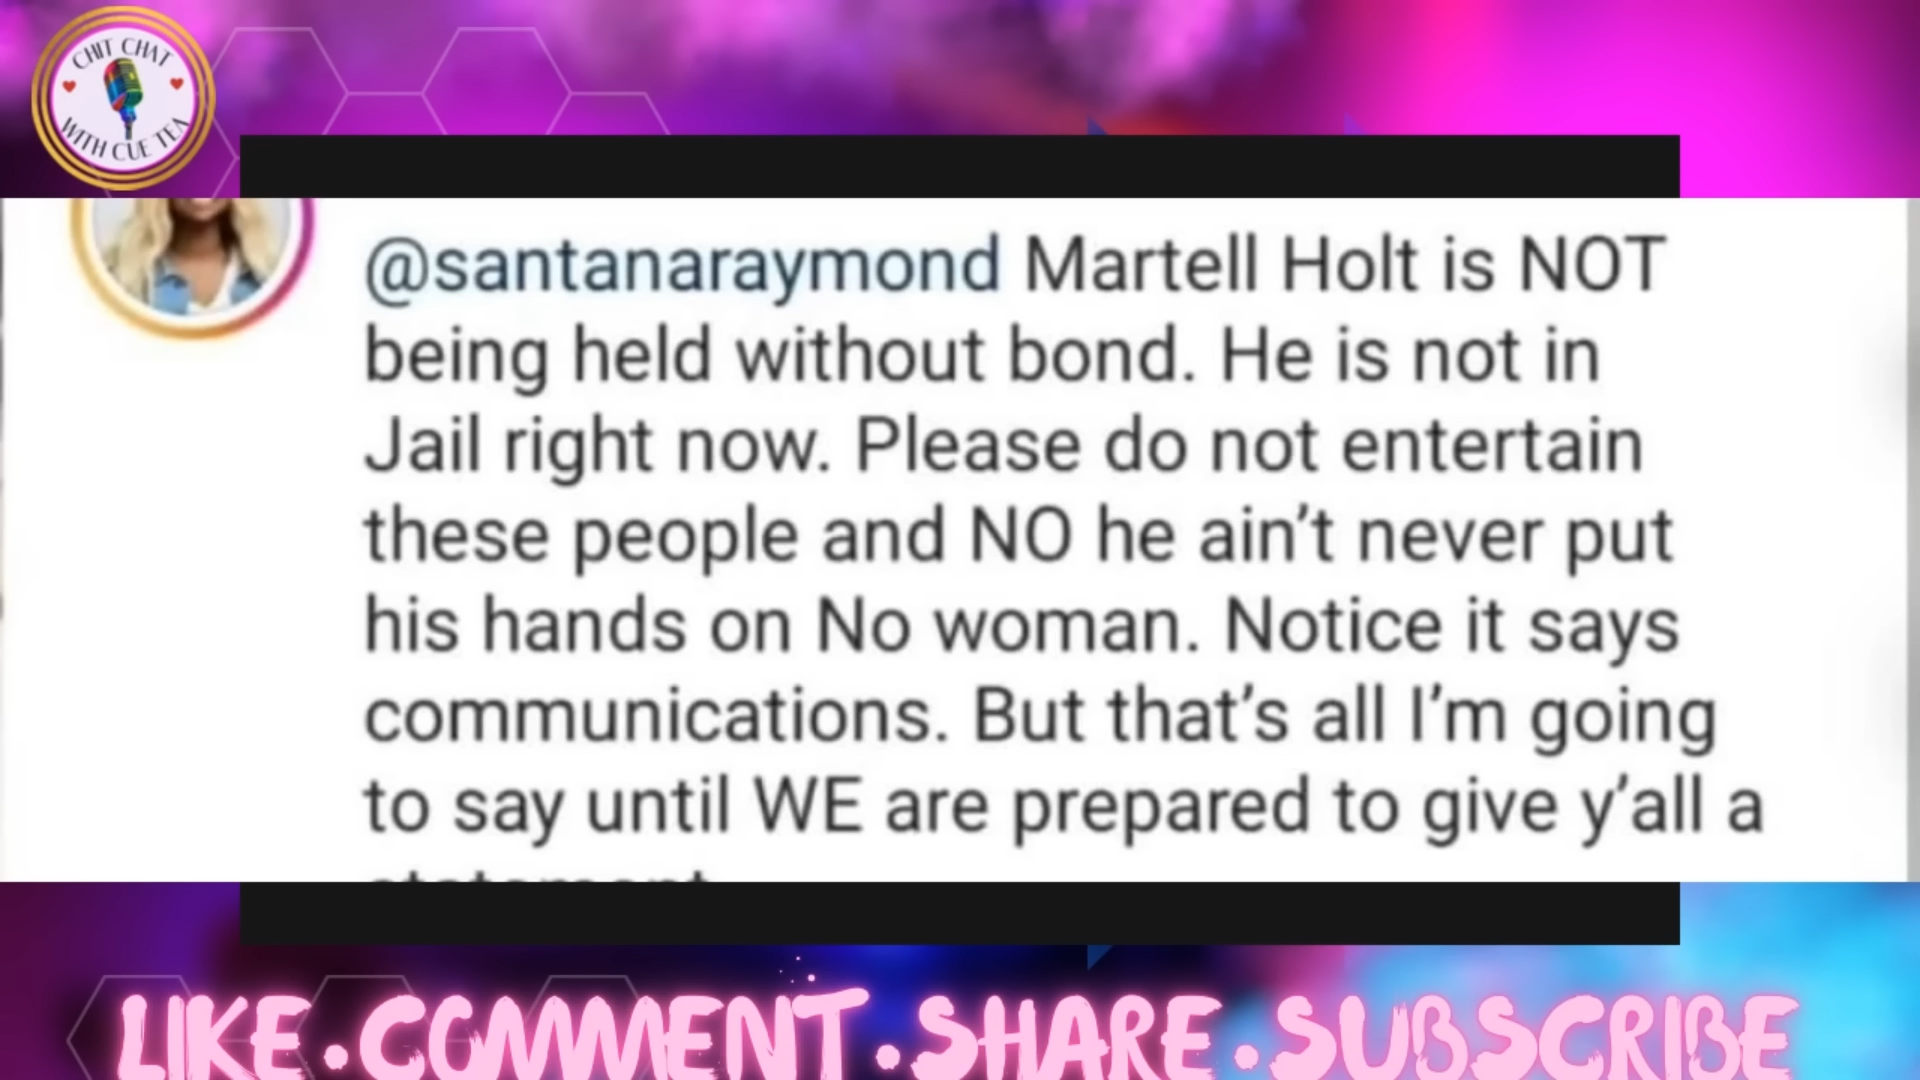 CHIT CHAT
WITH CUE TEA
@santanaraymond Martell Holt is NOT
being held without bond. He is not in
Jail right now. Please do not entertain
these people and NO he ain't never put
his hands on No woman. Notice it says
communications. But that's all I'm going
to say until WE are prepared to give y'all a
statement
LIKE • COMMENT • SHARE • SUBSCRIBE